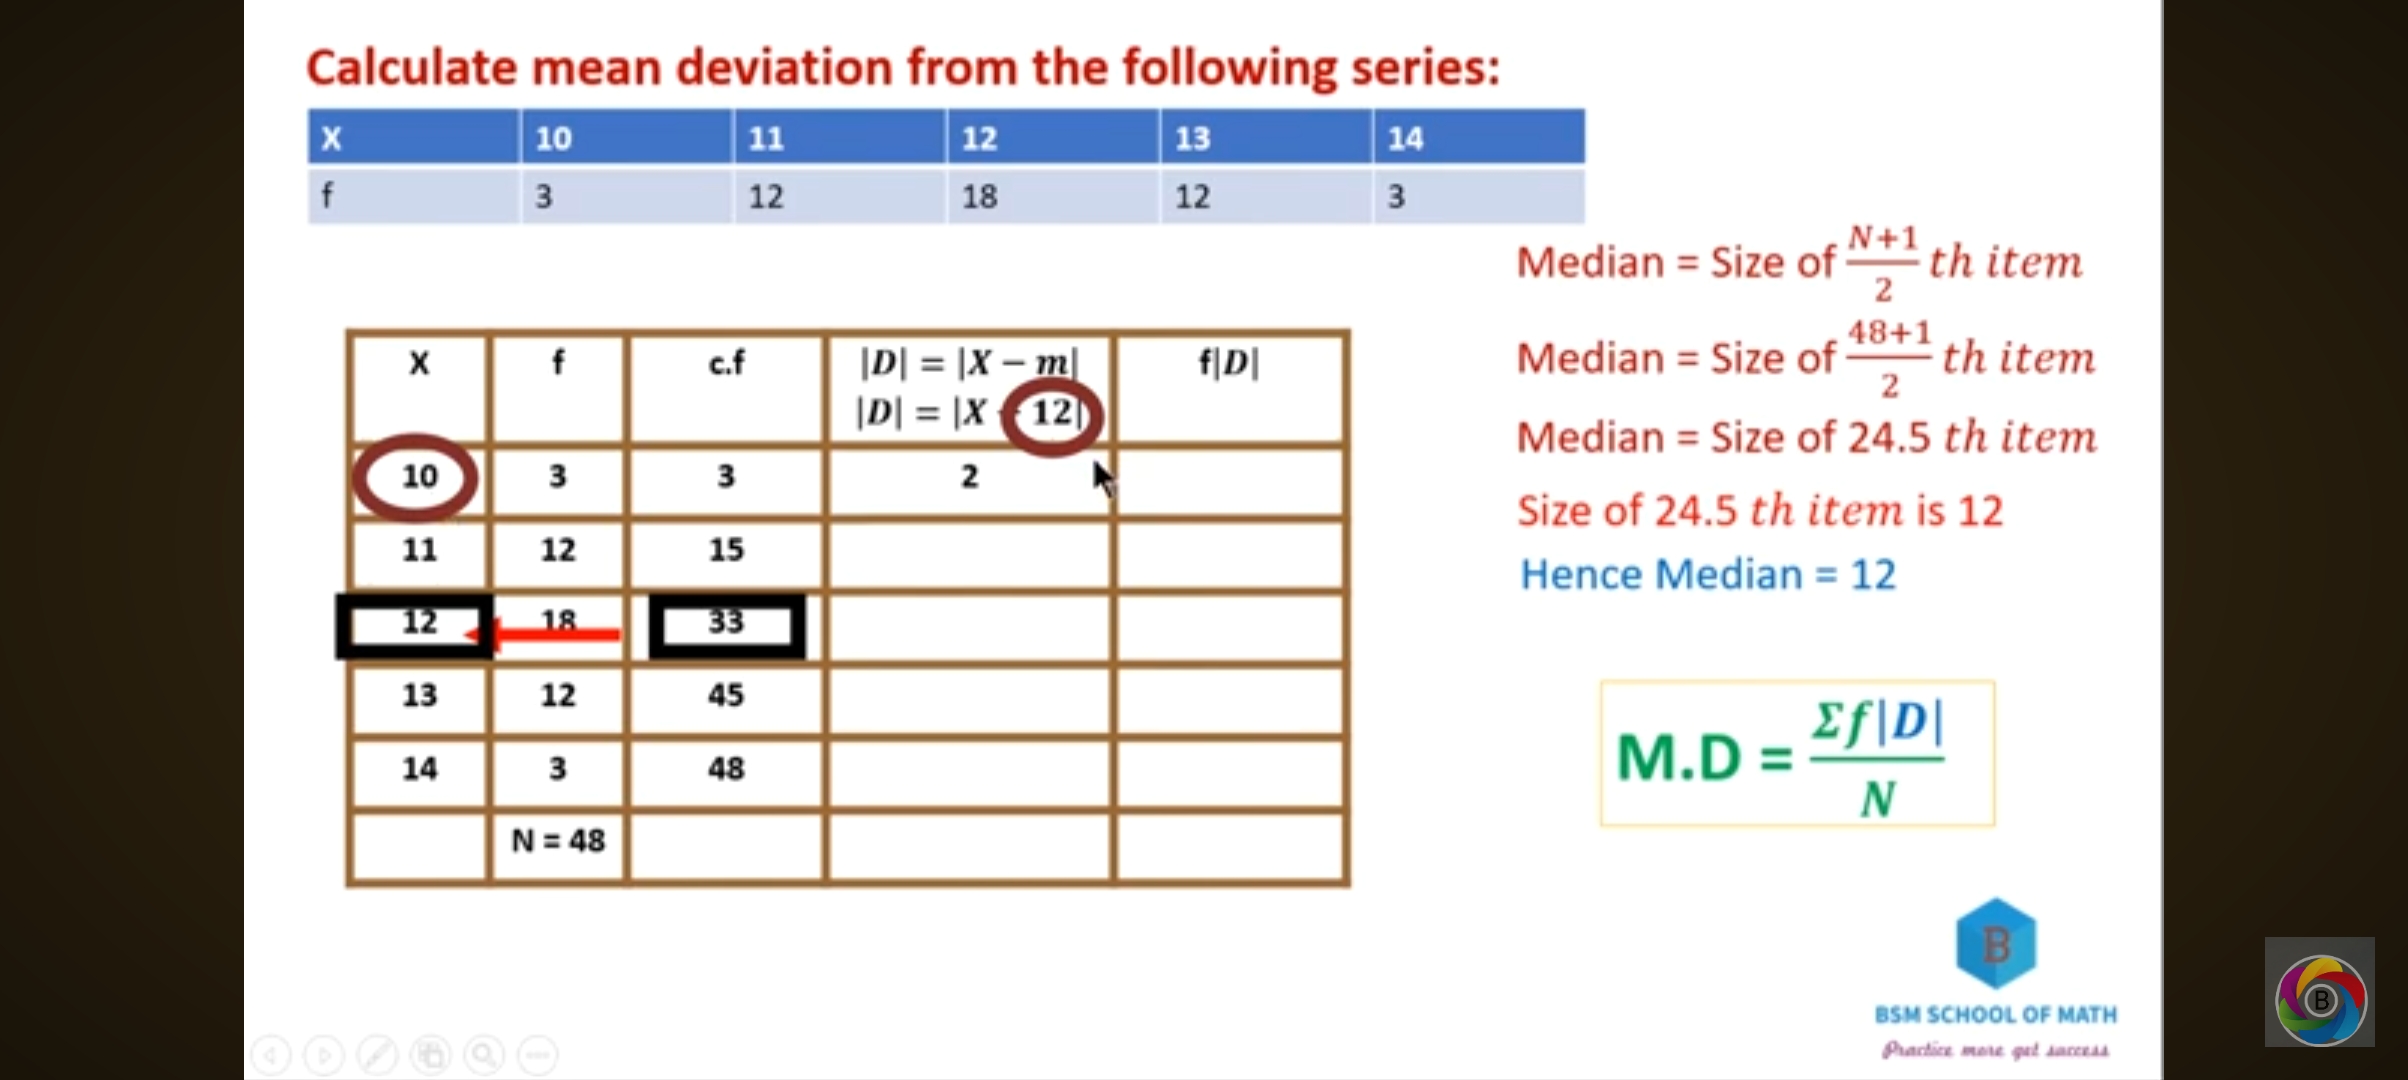 Calculate mean deviation from the following series:
X 10 11 12 13 14
f 3 12 18 12 3
Median = Size of \frac{N+1}{2} th item
Median = Size of \frac{48+1}{2} th item
Median = Size of 24.5 th item
Size of 24.5 th item is 12
Hence Median = 12
X f c.f |D| = |X − m| f|D|
|D| = |X − 12|
10 3 3 2
11 12 15
12 18 33
13 12 45
14 3 48
N = 48
M.D = \frac{Σf|D|}{N}
B
BSM SCHOOL OF MATH
Practice more get success
B